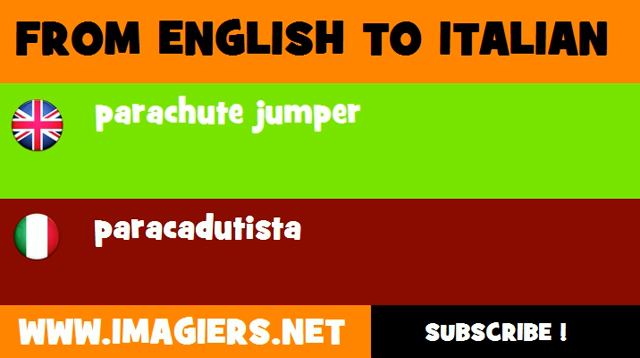 FROM ENGLISH TO ITALIAN
parachute jumper
paracadutista
WWW.IMAGIERS.NET
SUBSCRIBE !